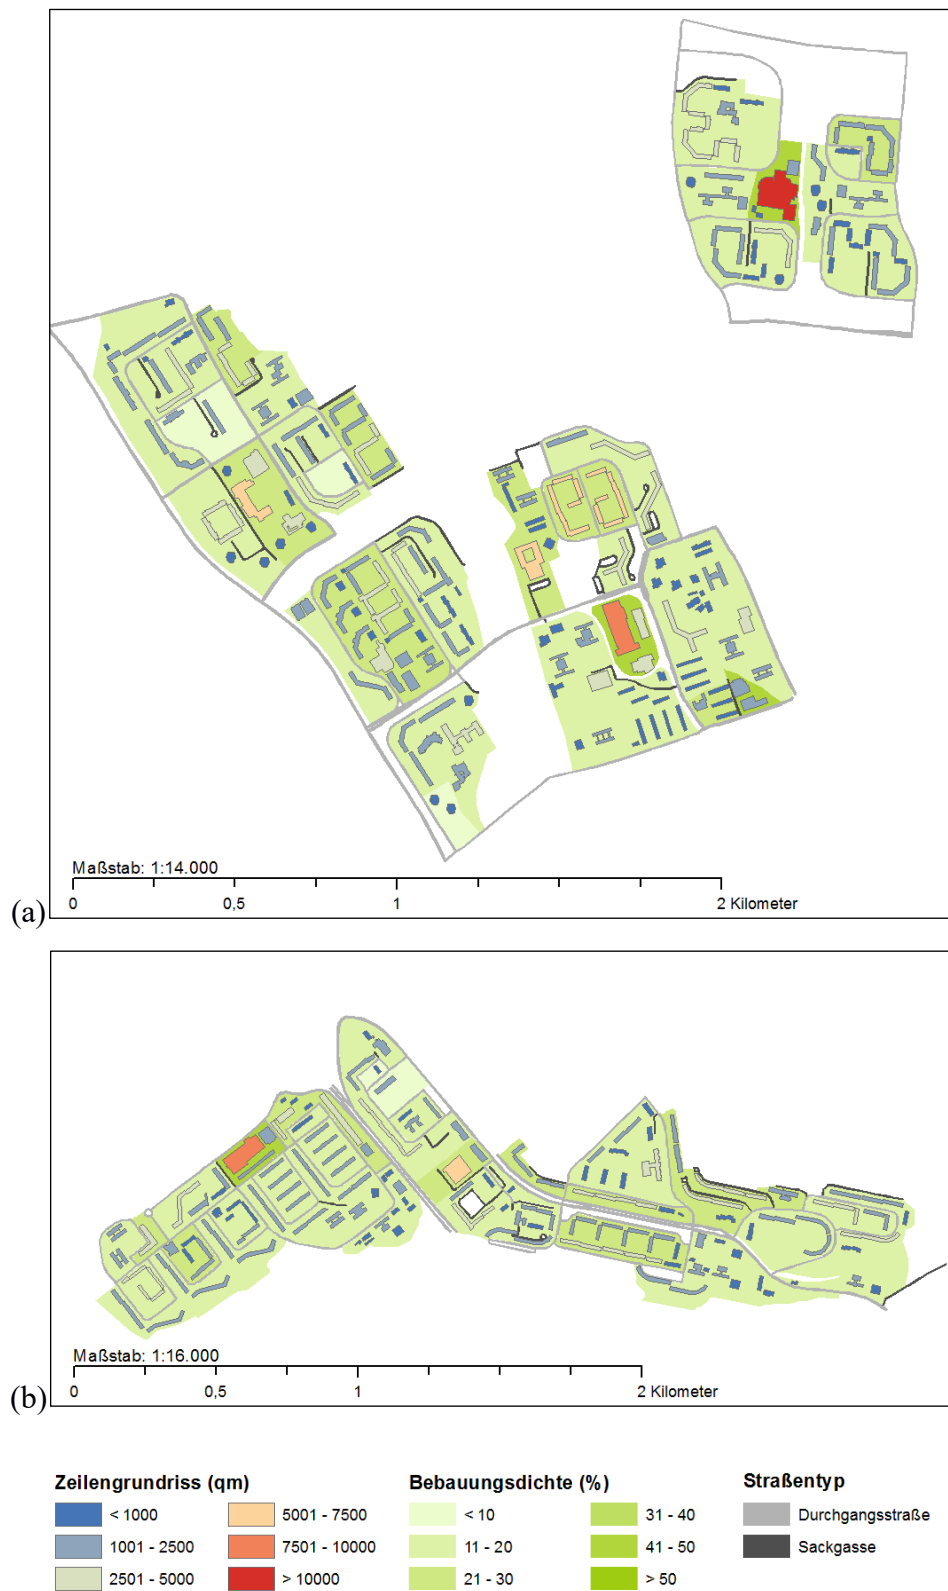 Maßstab: 1:14.000
0 0,5 1 2 Kilometer
(a)
Maßstab: 1:16.000
0 0,5 1 2 Kilometer
(b)
Zeilengrundriss (qm) Bebauungsdichte (%) Straßentyp
< 1000 5001 - 7500 < 10 31 - 40 Durchgangsstraße
1001 - 2500 7501 - 10000 11 - 20 41 - 50 Sackgasse
2501 - 5000 > 10000 21 - 30 > 50